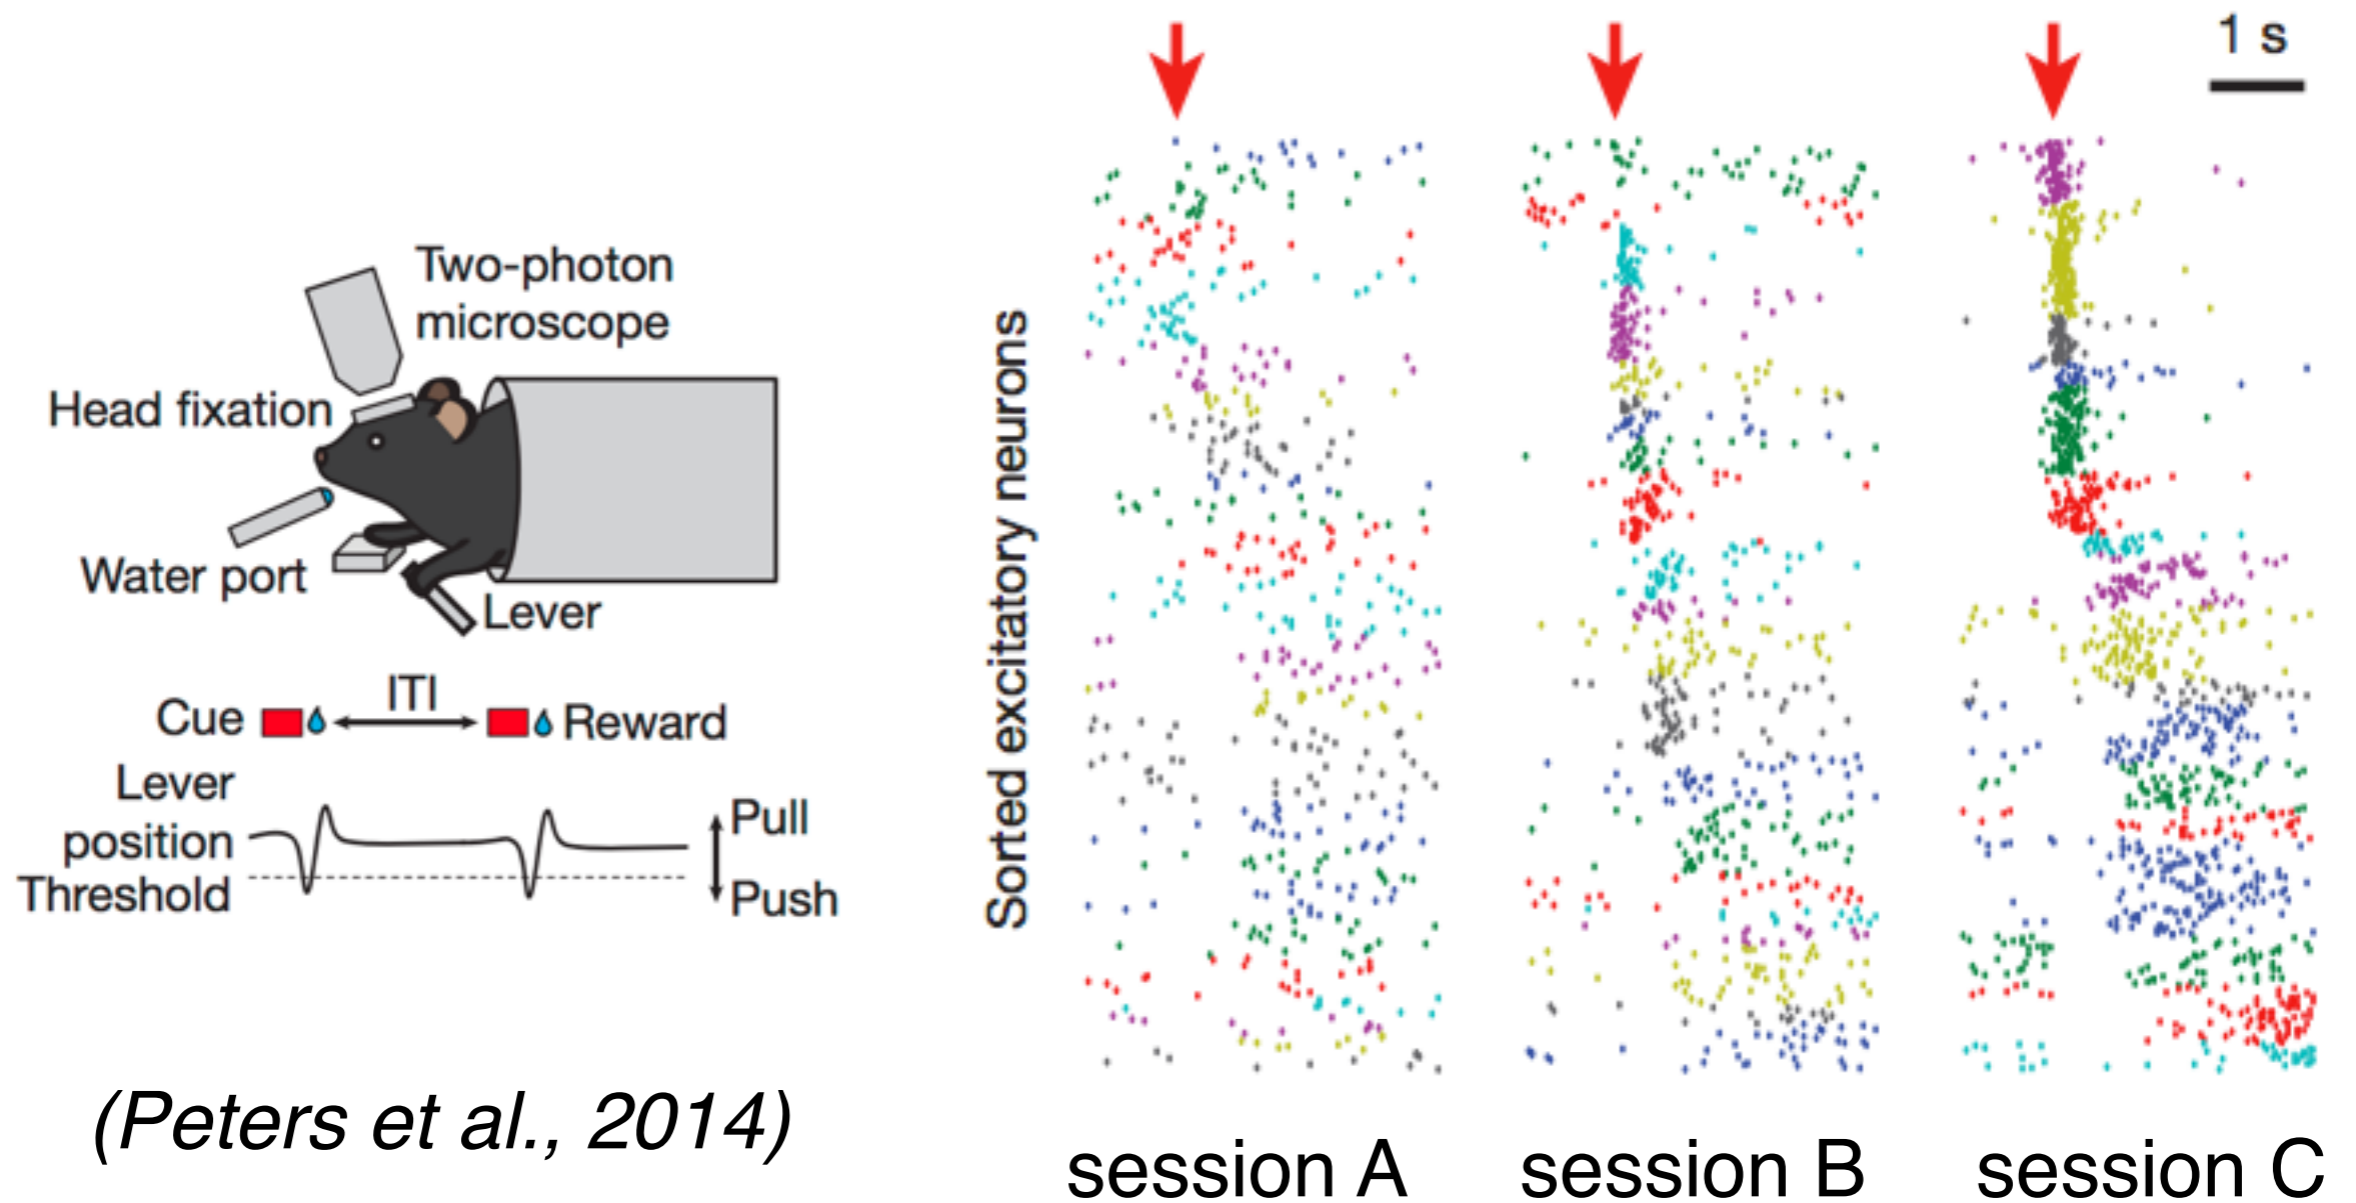 Two-photon
microscope
Head fixation
Water port
Lever
Cue
ITI
Reward
Lever
position
Threshold
Pull
Push
(Peters et al., 2014)
Sorted excitatory neurons
1 s
session A
session B
session C